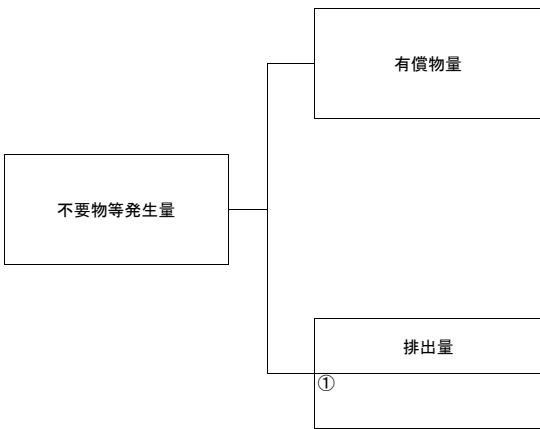 有償物量
不要物等発生量
排出量
①